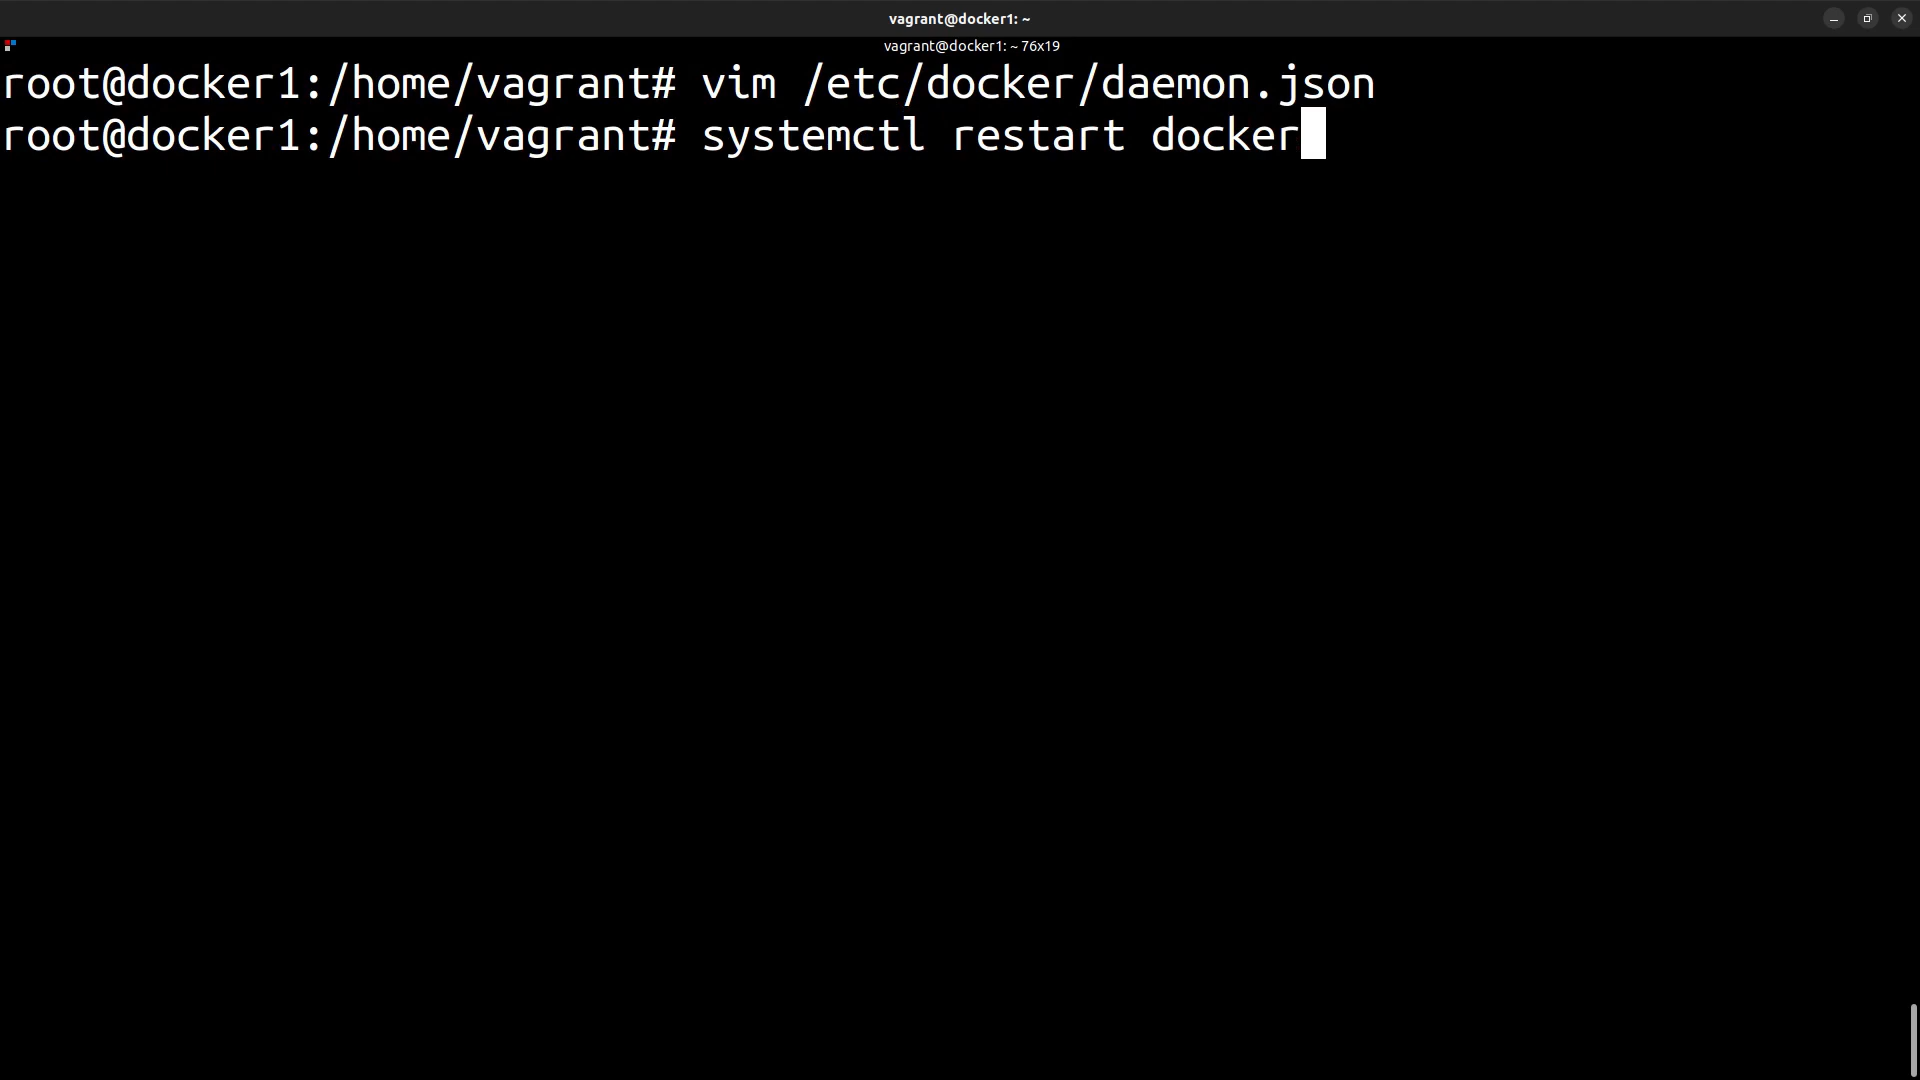 vagrant@docker1: ~
vagrant@docker1: ~ 76x19
root@docker1:/home/vagrant# vim /etc/docker/daemon.json
root@docker1:/home/vagrant# systemctl restart docker